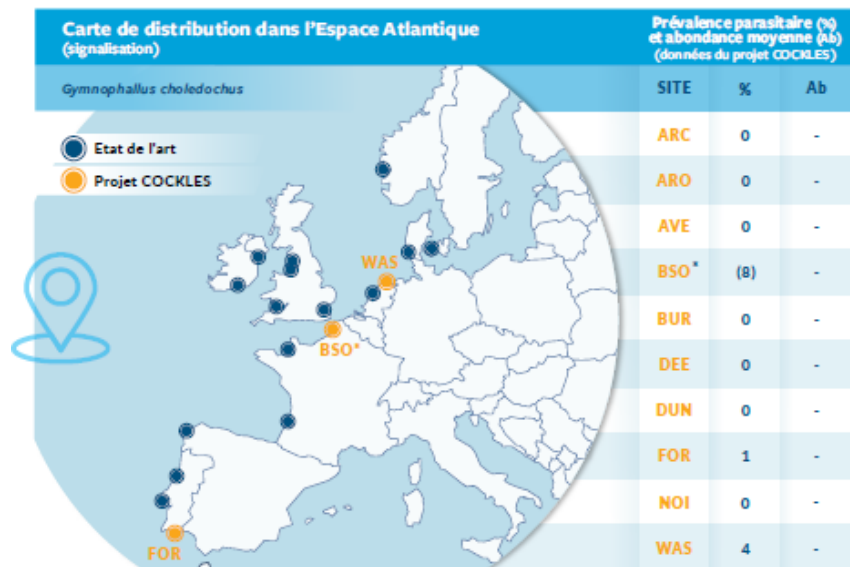 Carte de distribution dans l'Espace Atlantique
(signalisation)
Prévalence parasitaire (%)
et abondance moyenne (Ab)
(données du projet COCKLES)
Gymnophallus choledochus
SITE % Ab
Etat de l'art
Projet COCKLES
ARC 0 -
ARO 0 -
AVE 0 -
BSO* (8) -
BUR 0 -
DEE 0 -
DUN 0 -
FOR 1 -
NOI 0 -
WAS 4 -
WAS
BSO*
FOR